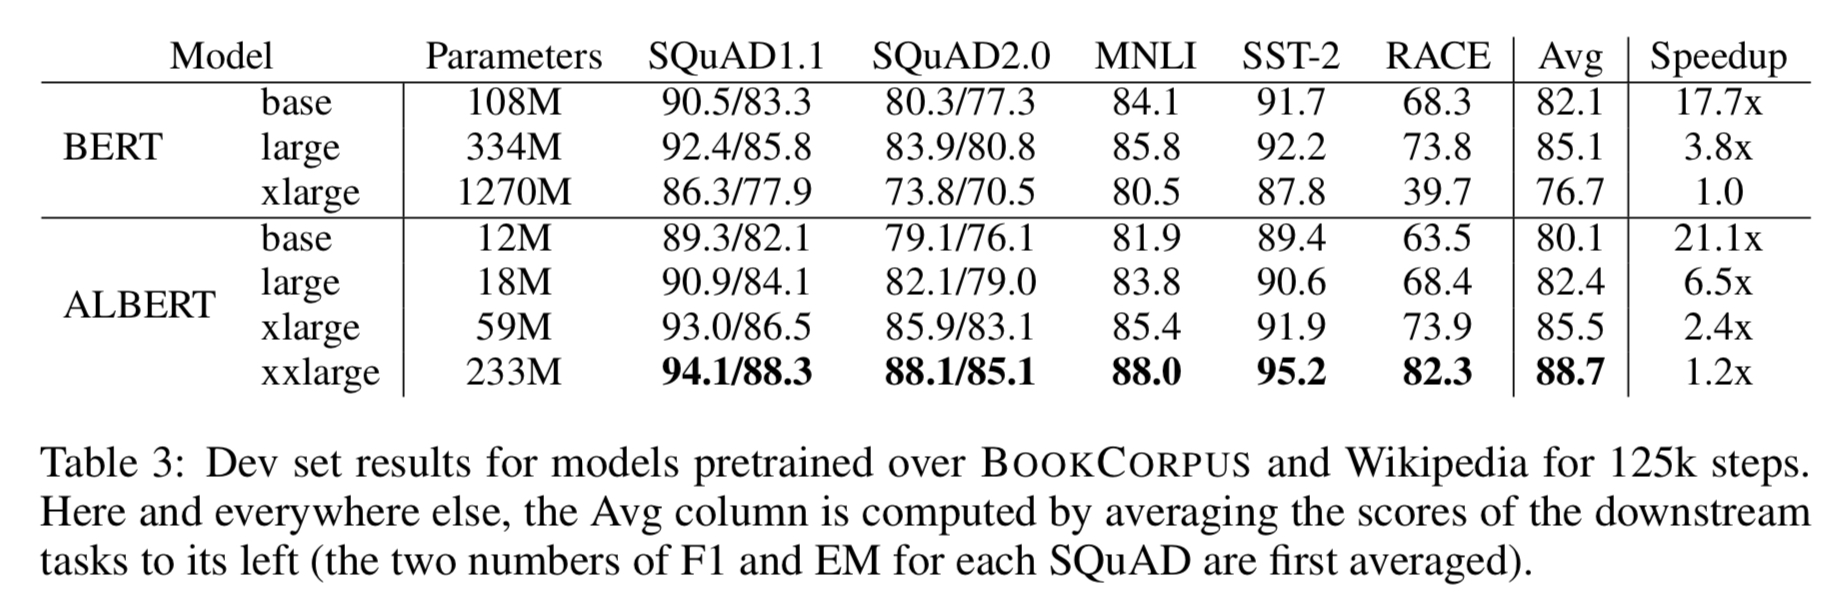 Model Parameters SQuAD1.1 SQuAD2.0 MNLI SST-2 RACE Avg Speedup
base 108M 90.5/83.3 80.3/77.3 84.1 91.7 68.3 82.1 17.7x
BERT large 334M 92.4/85.8 83.9/80.8 85.8 92.2 73.8 85.1 3.8x
xlarge 1270M 86.3/77.9 73.8/70.5 80.5 87.8 39.7 76.7 1.0
base 12M 89.3/82.1 79.1/76.1 81.9 89.4 63.5 80.1 21.1x
large 18M 90.9/84.1 82.1/79.0 83.8 90.6 68.4 82.4 6.5x
ALBERT xlarge 59M 93.0/86.5 85.9/83.1 85.4 91.9 73.9 85.5 2.4x
xxlarge 233M 94.1/88.3 88.1/85.1 88.0 95.2 82.3 88.7 1.2x
Table 3: Dev set results for models pretrained over BOOKCORPUS and Wikipedia for 125k steps.
Here and everywhere else, the Avg column is computed by averaging the scores of the downstream
tasks to its left (the two numbers of F1 and EM for each SQuAD are first averaged).